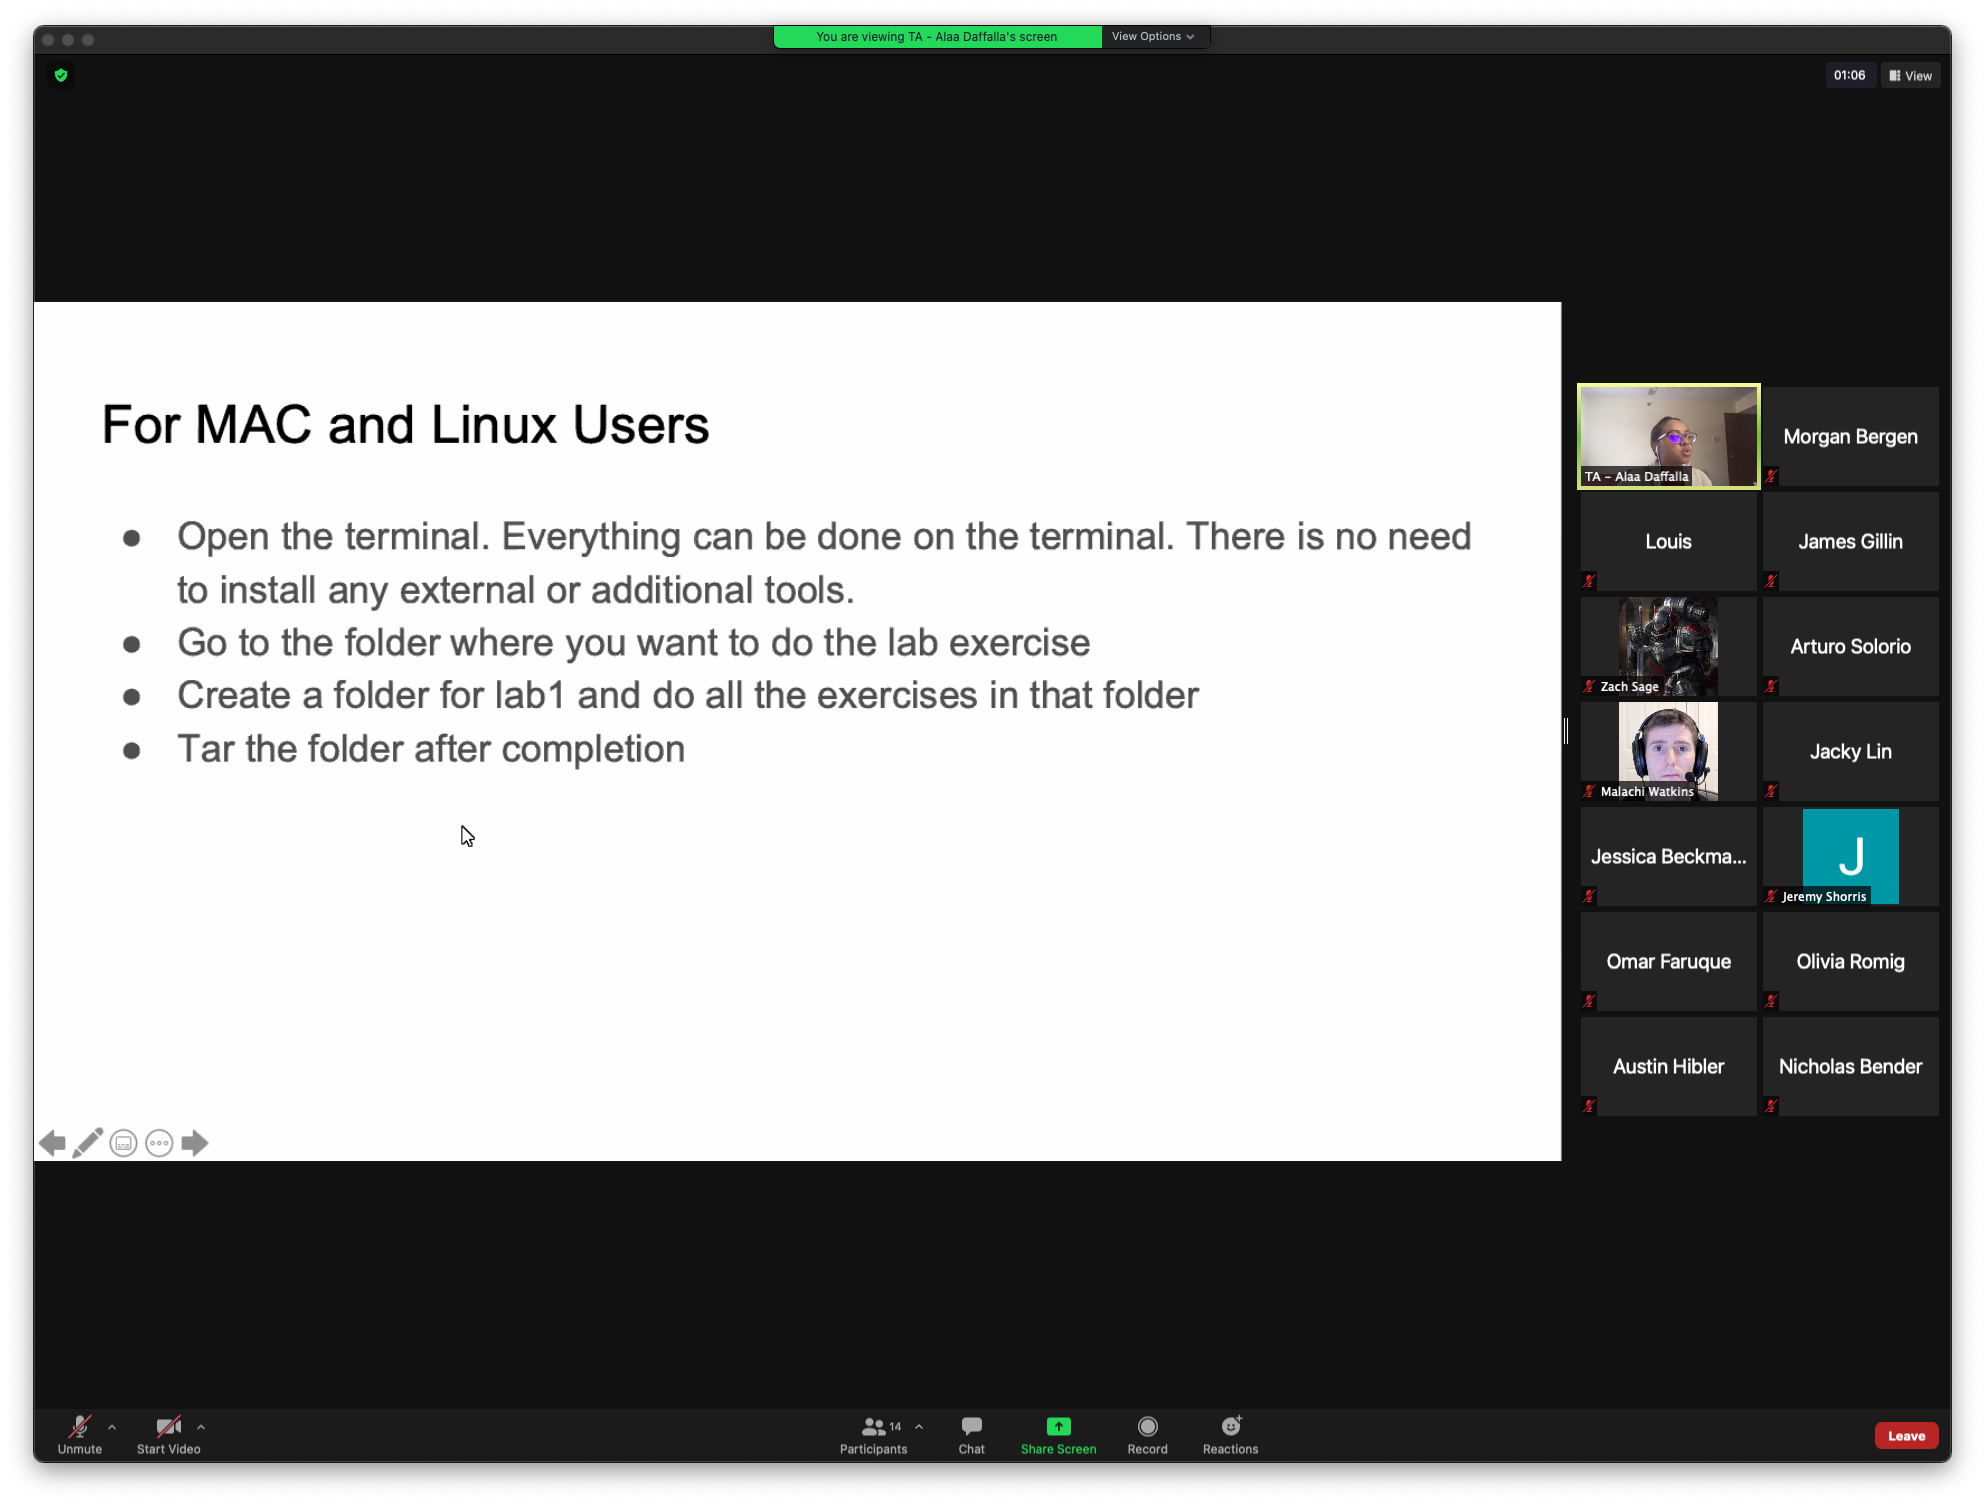 You are viewing TA - Alaa Daffalla's screen
View Options
01:06
View
For MAC and Linux Users
● Open the terminal. Everything can be done on the terminal. There is no need
to install any external or additional tools.
● Go to the folder where you want to do the lab exercise
● Create a folder for lab1 and do all the exercises in that folder
● Tar the folder after completion
TA - Alaa Daffalla
Morgan Bergen
Louis
James Gillin
Zach Sage
Arturo Solorio
Malachi Watkins
Jacky Lin
Jessica Beckma...
J
Jeremy Shorris
Omar Faruque
Olivia Romig
Austin Hibler
Nicholas Bender
Unmute
Start Video
14
Participants
Chat
Share Screen
Record
Reactions
Leave